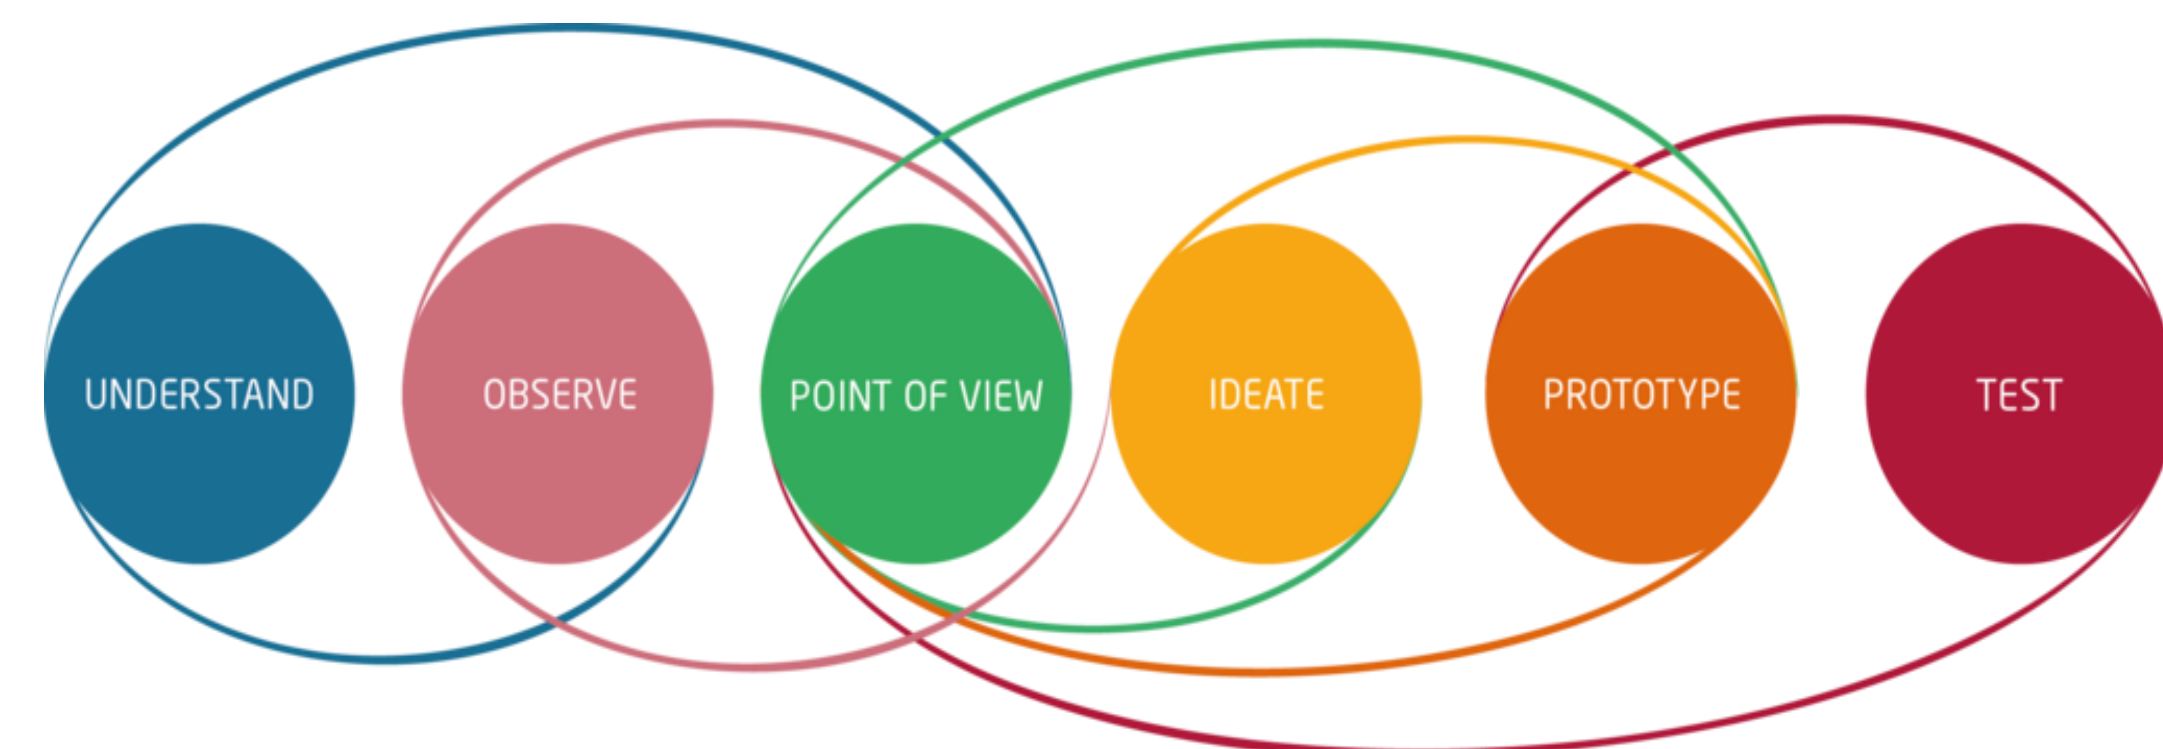 UNDERSTAND
OBSERVE
POINT OF VIEW
IDEATE
PROTOTYPE
TEST